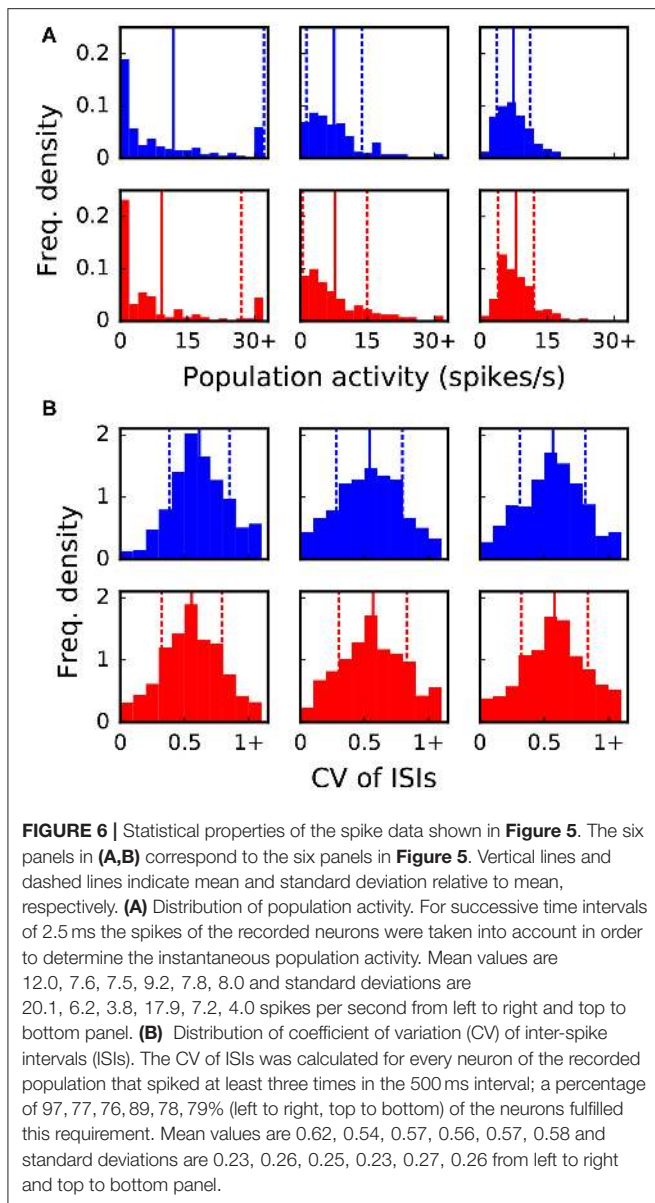 A
0.2
0.1
0
0.2
0.1
0
Freq. density
0 15 30+ 0 15 30+ 0 15 30+
Population activity (spikes/s)
B
2
1
0
2
1
0
Freq. density
0 0.5 1+ 0 0.5 1+ 0 0.5 1+
CV of ISIs
FIGURE 6 | Statistical properties of the spike data shown in Figure 5. The six
panels in (A,B) correspond to the six panels in Figure 5. Vertical lines and
dashed lines indicate mean and standard deviation relative to mean,
respectively. (A) Distribution of population activity. For successive time intervals
of 2.5 ms the spikes of the recorded neurons were taken into account in order
to determine the instantaneous population activity. Mean values are
12.0, 7.6, 7.5, 9.2, 7.8, 8.0 and standard deviations are
20.1, 6.2, 3.8, 17.9, 7.2, 4.0 spikes per second from left to right and top to
bottom panel. (B) Distribution of coefficient of variation (CV) of inter-spike
intervals (ISIs). The CV of ISIs was calculated for every neuron of the recorded
population that spiked at least three times in the 500 ms interval; a percentage
of 97, 77, 76, 89, 78, 79% (left to right, top to bottom) of the neurons fulfilled
this requirement. Mean values are 0.62, 0.54, 0.57, 0.56, 0.57, 0.58 and
standard deviations are 0.23, 0.26, 0.25, 0.23, 0.27, 0.26 from left to right
and top to bottom panel.